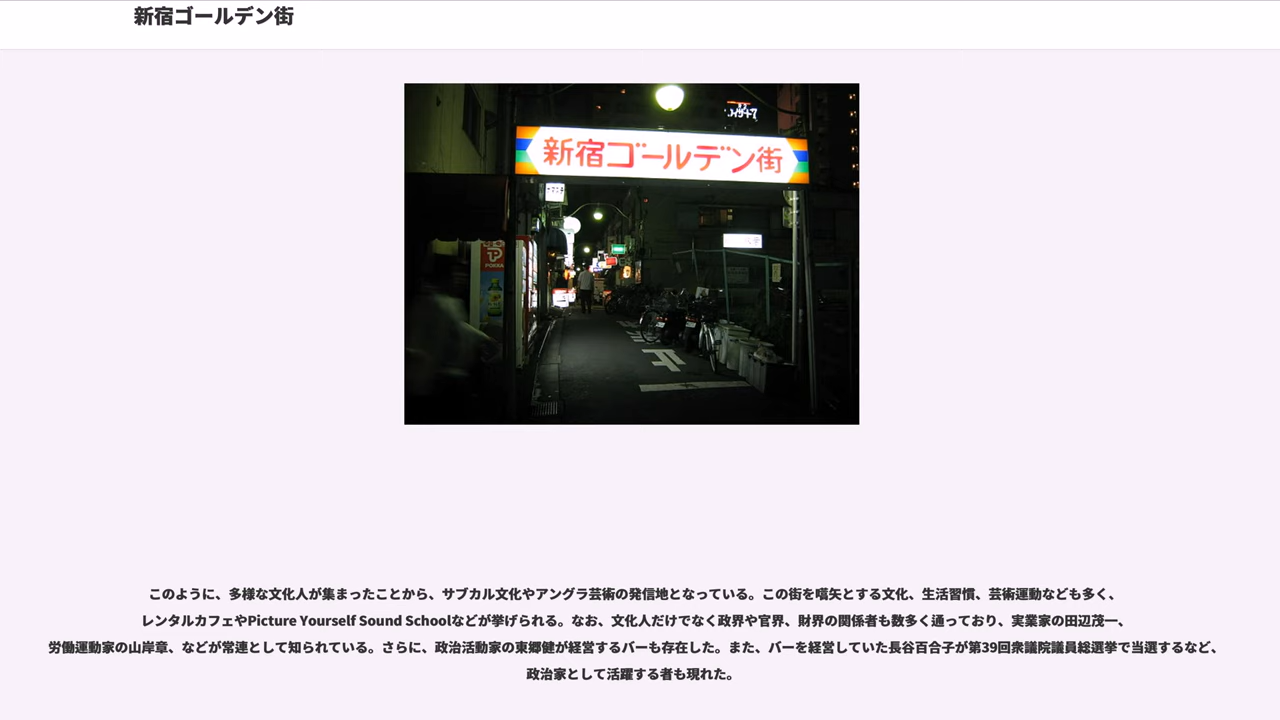 新宿ゴールデン街
新宿ゴールデン街
POKKA
このように、多様な文化人が集まったことから、サブカル文化やアングラ芸術の発信地となっている。この街を嚆矢とする文化、生活習慣、芸術運動なども多く、
レンタルカフェやPicture Yourself Sound Schoolなどが挙げられる。なお、文化人だけでなく政界や官界、財界の関係者も数多く通っており、実業家の田辺茂一、
労働運動家の山岸章、などが常連として知られている。さらに、政治活動家の東郷健が経営するバーも存在した。また、バーを経営していた長谷百合子が第39回衆議院議員総選挙で当選するなど、
政治家として活躍する者も現れた。